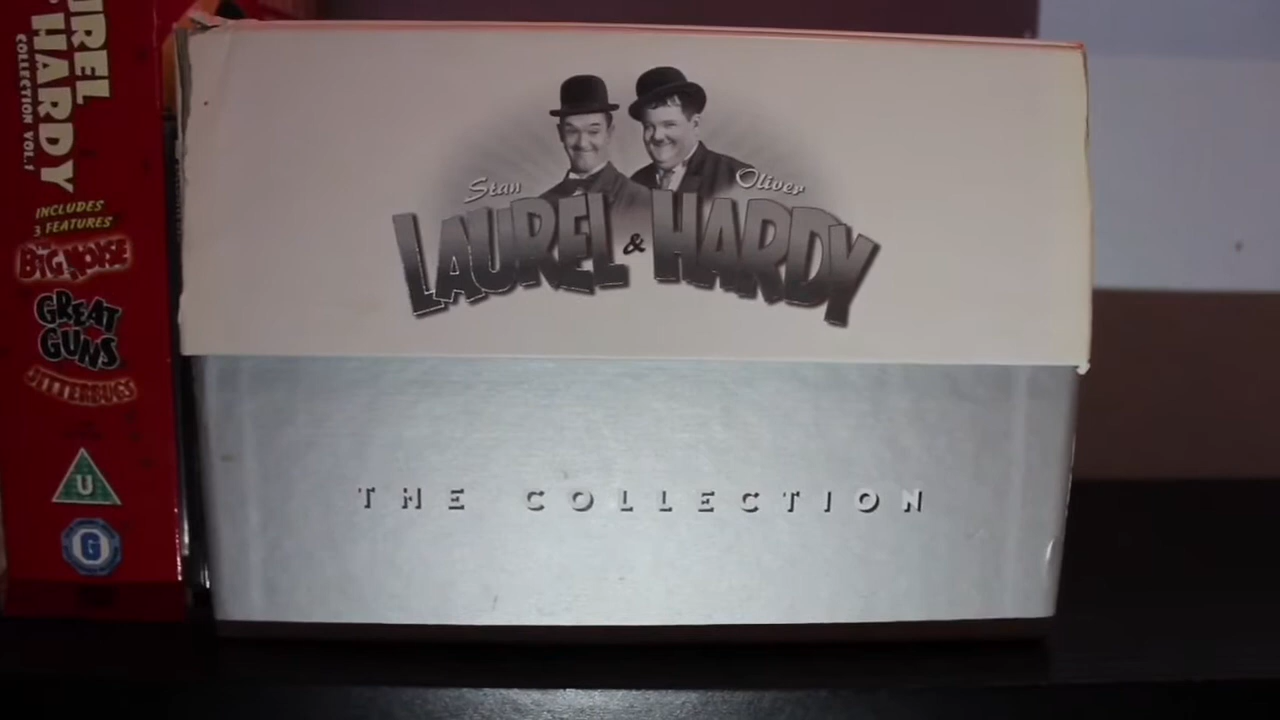 UREL
HARDY
COLLECTION VOL.1
INCLUDES
3 FEATURES
THE
BIG NOISE
GREAT
GUNS
JITTERBUGS
U
G
Stan
Oliver
LAUREL & HARDY
THE COLLECTION